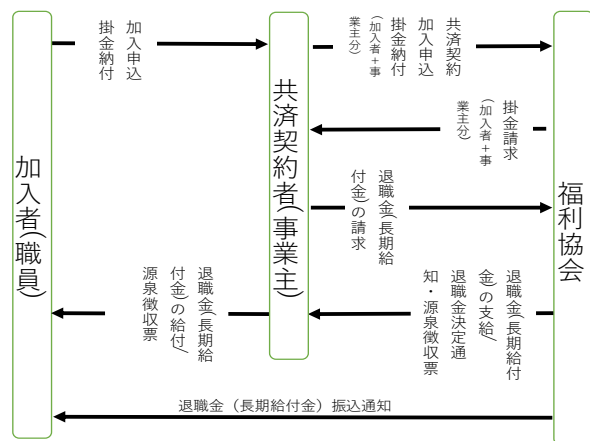 加入者(職員)
加入申込
掛金納付
共済契約者(事業主)
共済契約
加入申込
掛金納付
(加入者+事
業主分)
掛金請求
(加入者+事
業主分)
退職金(長期給
付金)の請求
退職金(長期給付
金)の支給/
退職金決定通
知・源泉徴収票
退職金(長期給
付金)の給付/
源泉徴収票
退職金（長期給付金）振込通知
福利協会